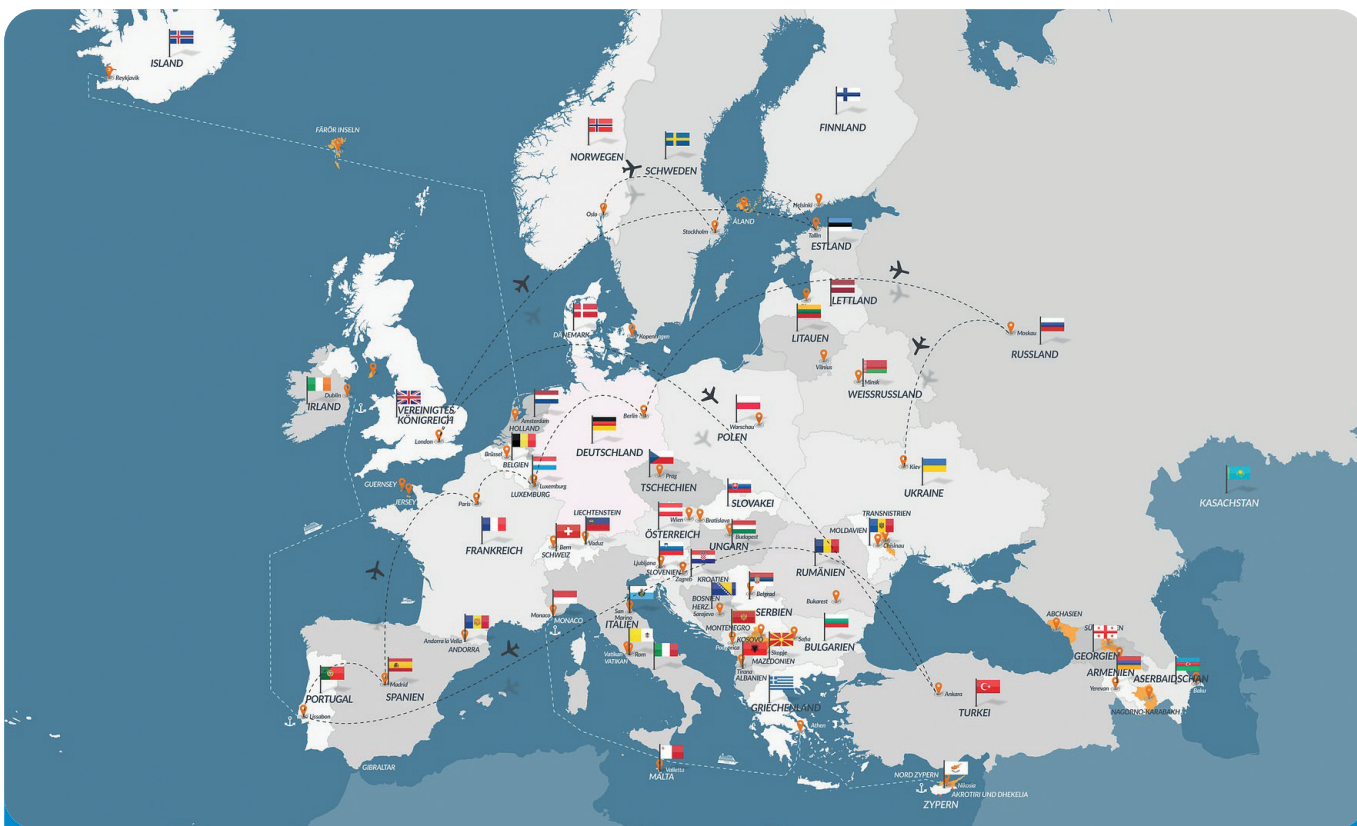 ISLAND
Reykjavik
FÄRÖR INSELN
FINNLAND
NORWEGEN
SCHWEDEN
Oslo
Stockholm
ÅLAND
Helsinki
Tallin
ESTLAND
LETTLAND
LITAUEN
Vilnius
Moskau
RUSSLAND
DÄNEMARK
Kopenhagen
Minsk
WEISSRUSSLAND
IRLAND
Dublin
VEREINIGTES
KÖNIGREICH
London
Amsterdam
HOLLAND
Berlin
DEUTSCHLAND
Warschau
POLEN
Brüssel
BELGIEN
Luxemburg
LUXEMBURG
Prag
TSCHECHIEN
Kiev
UKRAINE
KASACHSTAN
GUERNSEY
JERSEY
Paris
FRANKREICH
LIECHTENSTEIN
Vaduz
Bern
SCHWEIZ
SLOVAKEI
Wien
Bratislava
ÖSTERREICH
Budapest
UNGARN
TRANSNISTRIEN
MOLDAVIEN
Chisinau
RUMÄNIEN
Bukarest
Ljubljana
SLOVENIEN
Zagreb
KROATIEN
BOSNIEN
HERZ.
Sarajevo
Belgrad
SERBIEN
MONTENEGRO
KOSOVO
Podgorica
Skopje
MAZEDONIEN
Sofia
BULGARIEN
Tirana
ALBANIEN
GRIECHENLAND
Athen
San
Marino
ITALIEN
Vatikan
VATIKAN
Rom
Monaco
MONACO
Andorra la Vella
ANDORRA
Madrid
SPANIEN
PORTUGAL
Lissabon
GIBRALTAR
Valletta
MALTA
Ankara
TURKEI
NORD ZYPERN
Nikosia
AKROTIRI UND DHEKELIA
ZYPERN
ABCHASIEN
GEORGIEN
ARMENIEN
Yerevan
ASERBAIDSCHAN
Baku
NAGORNO-KARABAKH